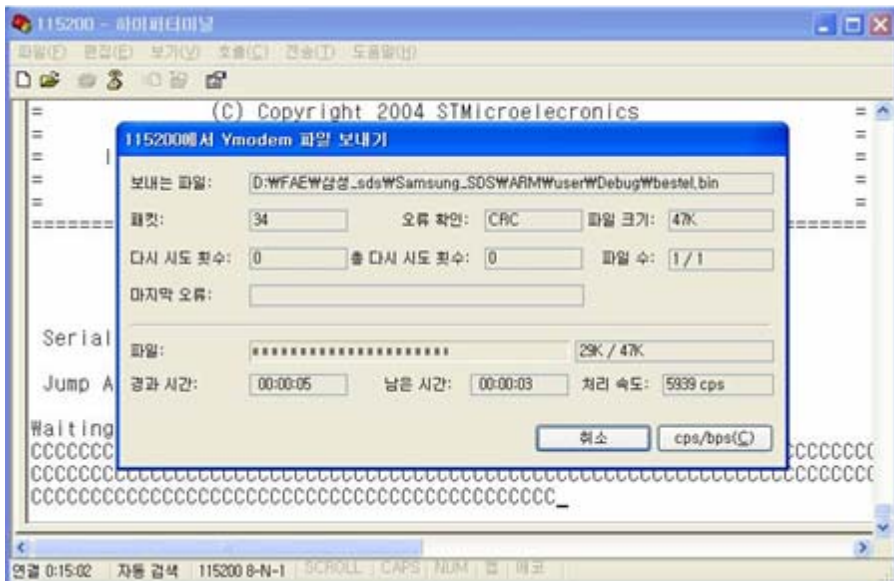 115200 - 하이퍼터미널
파일(F) 편집(E) 보기(V) 호출(C) 전송(T) 도움말(H)
= (C) Copyright 2004 STMicroelecronics =
115200에서 Ymodem 파일 보내기
보내는 파일: D:₩FAE₩삼성_sds₩Samsung_SDS₩ARM₩user₩Debug₩bestel.bin
패킷: 34 오류 확인: CRC 파일 크기: 47K
다시 시도 횟수: 0 총 다시 시도 횟수: 0 파일 수: 1 / 1
마지막 오류:
Serial
파일: 29K / 47K
Jump A
경과 시간: 00:00:05 남은 시간: 00:00:03 처리 속도: 5939 cps
₩aiting
취소 cps/bps(C)
CCCCCCCCCCCCCCCCCCCCCCCCCCCCCCCCCCCCCCCCCCCC_
연결 0:15:02 자동 검색 115200 8-N-1 SCROLL CAPS NUM 캡 에코